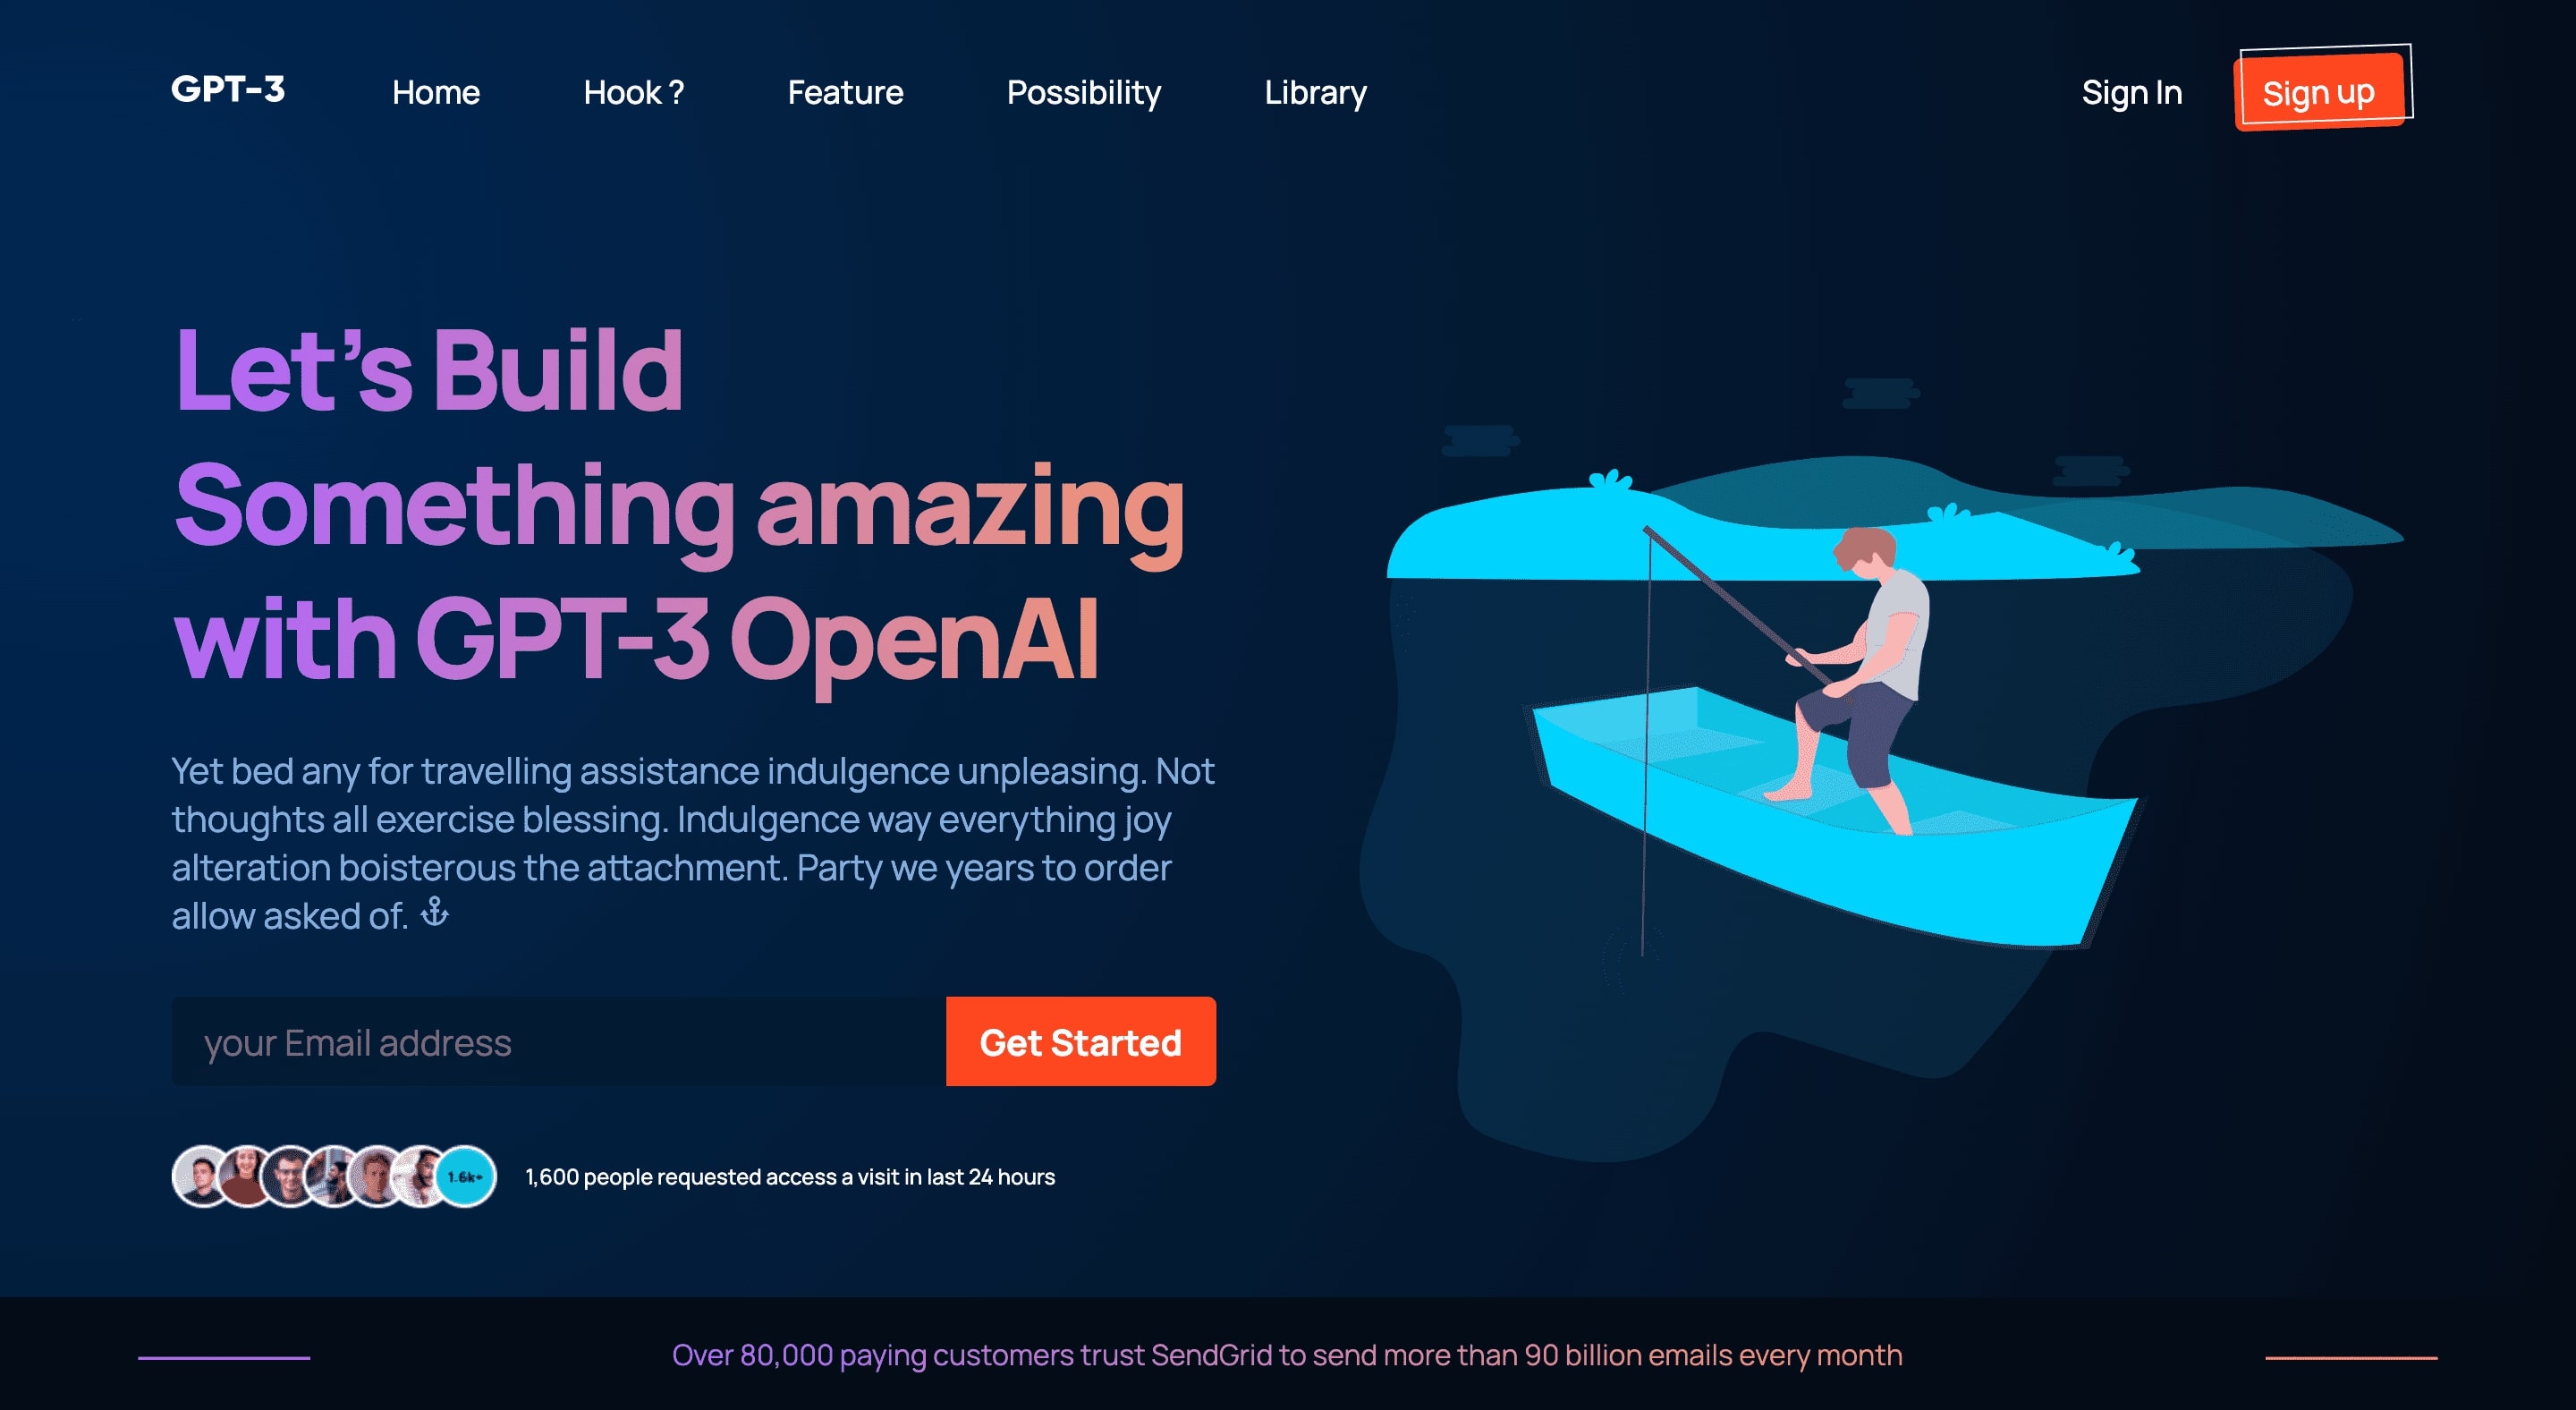 GPT-3
Home
Hook ?
Feature
Possibility
Library
Sign In
Sign up
Let’s Build
Something amazing
with GPT-3 OpenAI
Yet bed any for travelling assistance indulgence unpleasing. Not
thoughts all exercise blessing. Indulgence way everything joy
alteration boisterous the attachment. Party we years to order
allow asked of.
your Email address
Get Started
1.6k+
1,600 people requested access a visit in last 24 hours
Over 80,000 paying customers trust SendGrid to send more than 90 billion emails every month